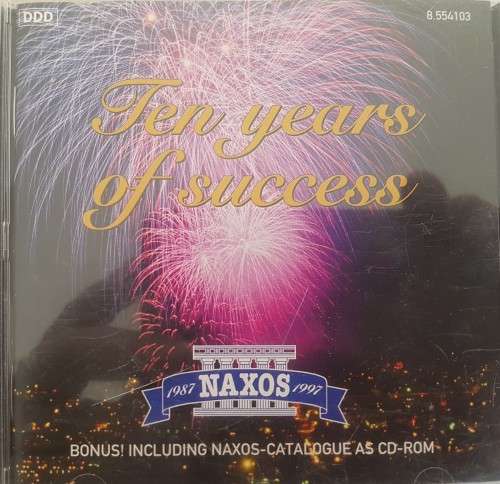 DDD
8.554103
Ten years
of success
1987 NAXOS 1997
BONUS! INCLUDING NAXOS-CATALOGUE AS CD-ROM